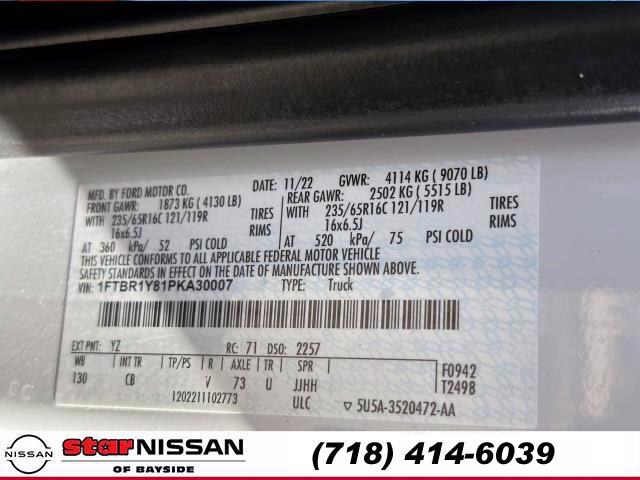 MFD. BY FORD MOTOR CO. DATE: 11/22 GVWR: 4114 KG ( 9070 LB)
FRONT GAWR: 1873 KG ( 4130 LB) REAR GAWR: 2502 KG ( 5515 LB)
WITH 235/65R16C 121/119R TIRES WITH 235/65R16C 121/119R TIRES
16x6.5J RIMS 16x6.5J RIMS
AT 360 kPa/ 52 PSI COLD AT 520 kPa/ 75 PSI COLD
THIS VEHICLE CONFORMS TO ALL APPLICABLE FEDERAL MOTOR VEHICLE
SAFETY AND THEFT PREVENTION STANDARDS IN EFFECT ON THE DATE OF MANUFACTURE SHOWN ABOVE.
VIN: 1FTBR1Y81PKA30007 TYPE: Truck
EXT PNT: YZ RC: 71 DSO: 2257
WB INT TR TP/PS R AXLE TR SPR F0942
130 CB V 73 U JJHH T2498
1202211102773 ULC ▽ 5U5A-3520472-AA
NISSAN
star NISSAN
OF BAYSIDE
(718) 414-6039